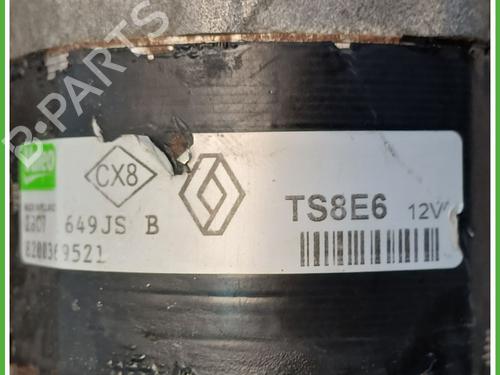 B-PARTS
Valeo
CX8
TS8E6 12V
649JS B
9521